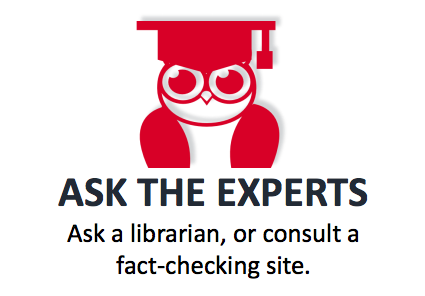 ASK THE EXPERTS
Ask a librarian, or consult a
fact-checking site.